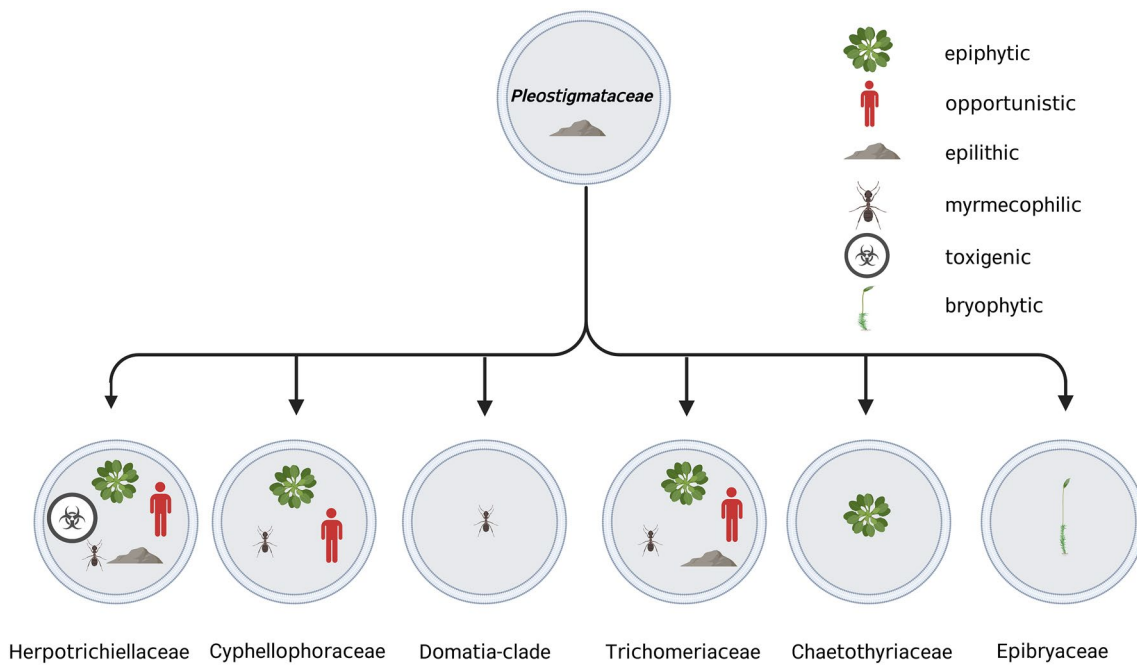 Pleostigmataceae
epiphytic
opportunistic
epilithic
myrmecophilic
toxigenic
bryophytic
Herpotrichiellaceae
Cyphellophoraceae
Domatia-clade
Trichomeriaceae
Chaetothyriaceae
Epibryaceae